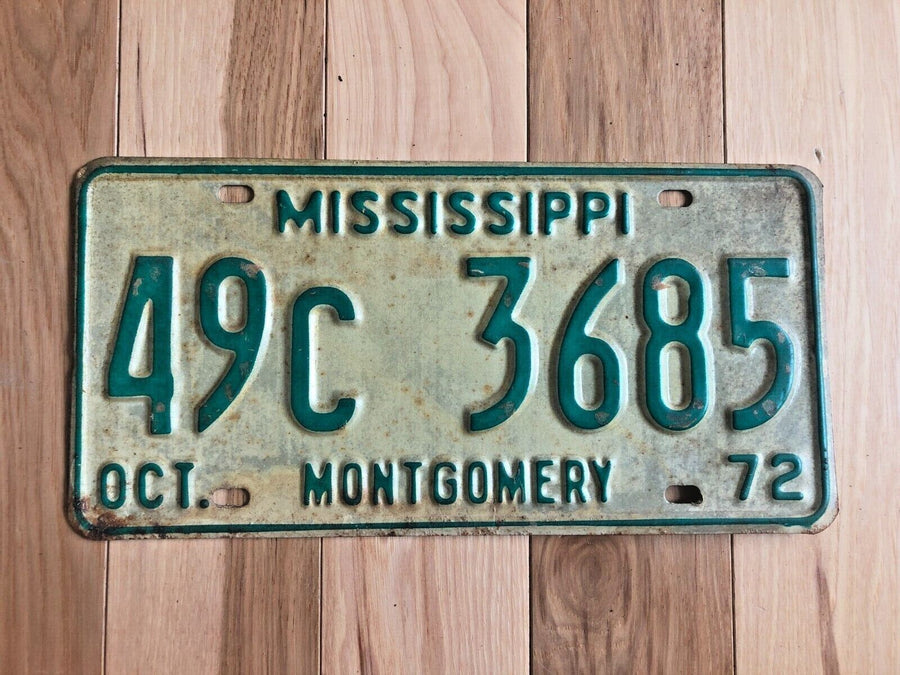 MISSISSIPPI
49C 3685
OCT. MONTGOMERY 72